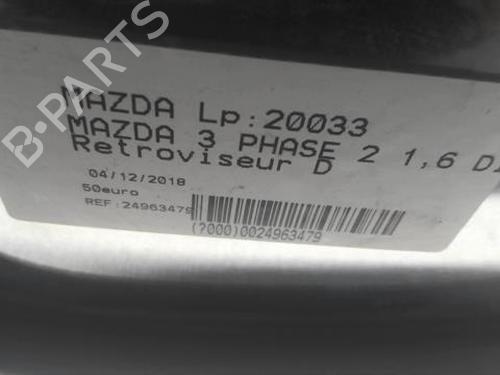 B-PARTS
MAZDA Lp:20033
MAZDA 3 PHASE 2 1,6 DI
Retroviseur D
04/12/2018
50euro
REF:24963479
(7000)0024963479